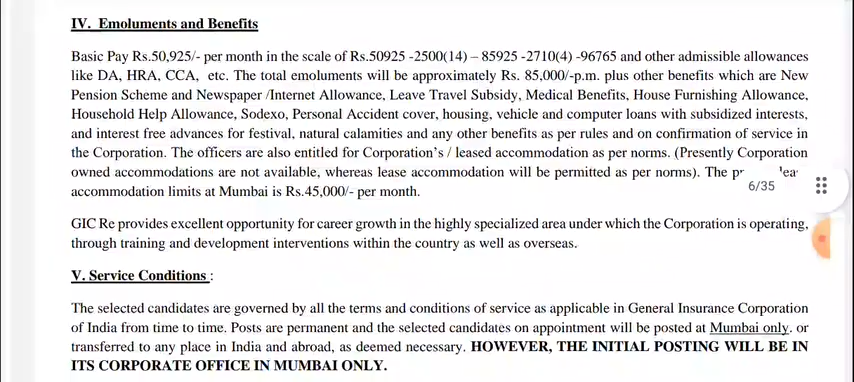 IV. Emoluments and Benefits
Basic Pay Rs.50,925/- per month in the scale of Rs.50925 -2500(14) – 85925 -2710(4) -96765 and other admissible allowances
like DA, HRA, CCA, etc. The total emoluments will be approximately Rs. 85,000/-p.m. plus other benefits which are New
Pension Scheme and Newspaper /Internet Allowance, Leave Travel Subsidy, Medical Benefits, House Furnishing Allowance,
Household Help Allowance, Sodexo, Personal Accident cover, housing, vehicle and computer loans with subsidized interests,
and interest free advances for festival, natural calamities and any other benefits as per rules and on confirmation of service in
the Corporation. The officers are also entitled for Corporation's / leased accommodation as per norms. (Presently Corporation
owned accommodations are not available, whereas lease accommodation will be permitted as per norms). The
6/35
accommodation limits at Mumbai is Rs.45,000/- per month.
GIC Re provides excellent opportunity for career growth in the highly specialized area under which the Corporation is operating,
through training and development interventions within the country as well as overseas.
V. Service Conditions :
The selected candidates are governed by all the terms and conditions of service as applicable in General Insurance Corporation
of India from time to time. Posts are permanent and the selected candidates on appointment will be posted at Mumbai only. or
transferred to any place in India and abroad, as deemed necessary. HOWEVER, THE INITIAL POSTING WILL BE IN
ITS CORPORATE OFFICE IN MUMBAI ONLY.